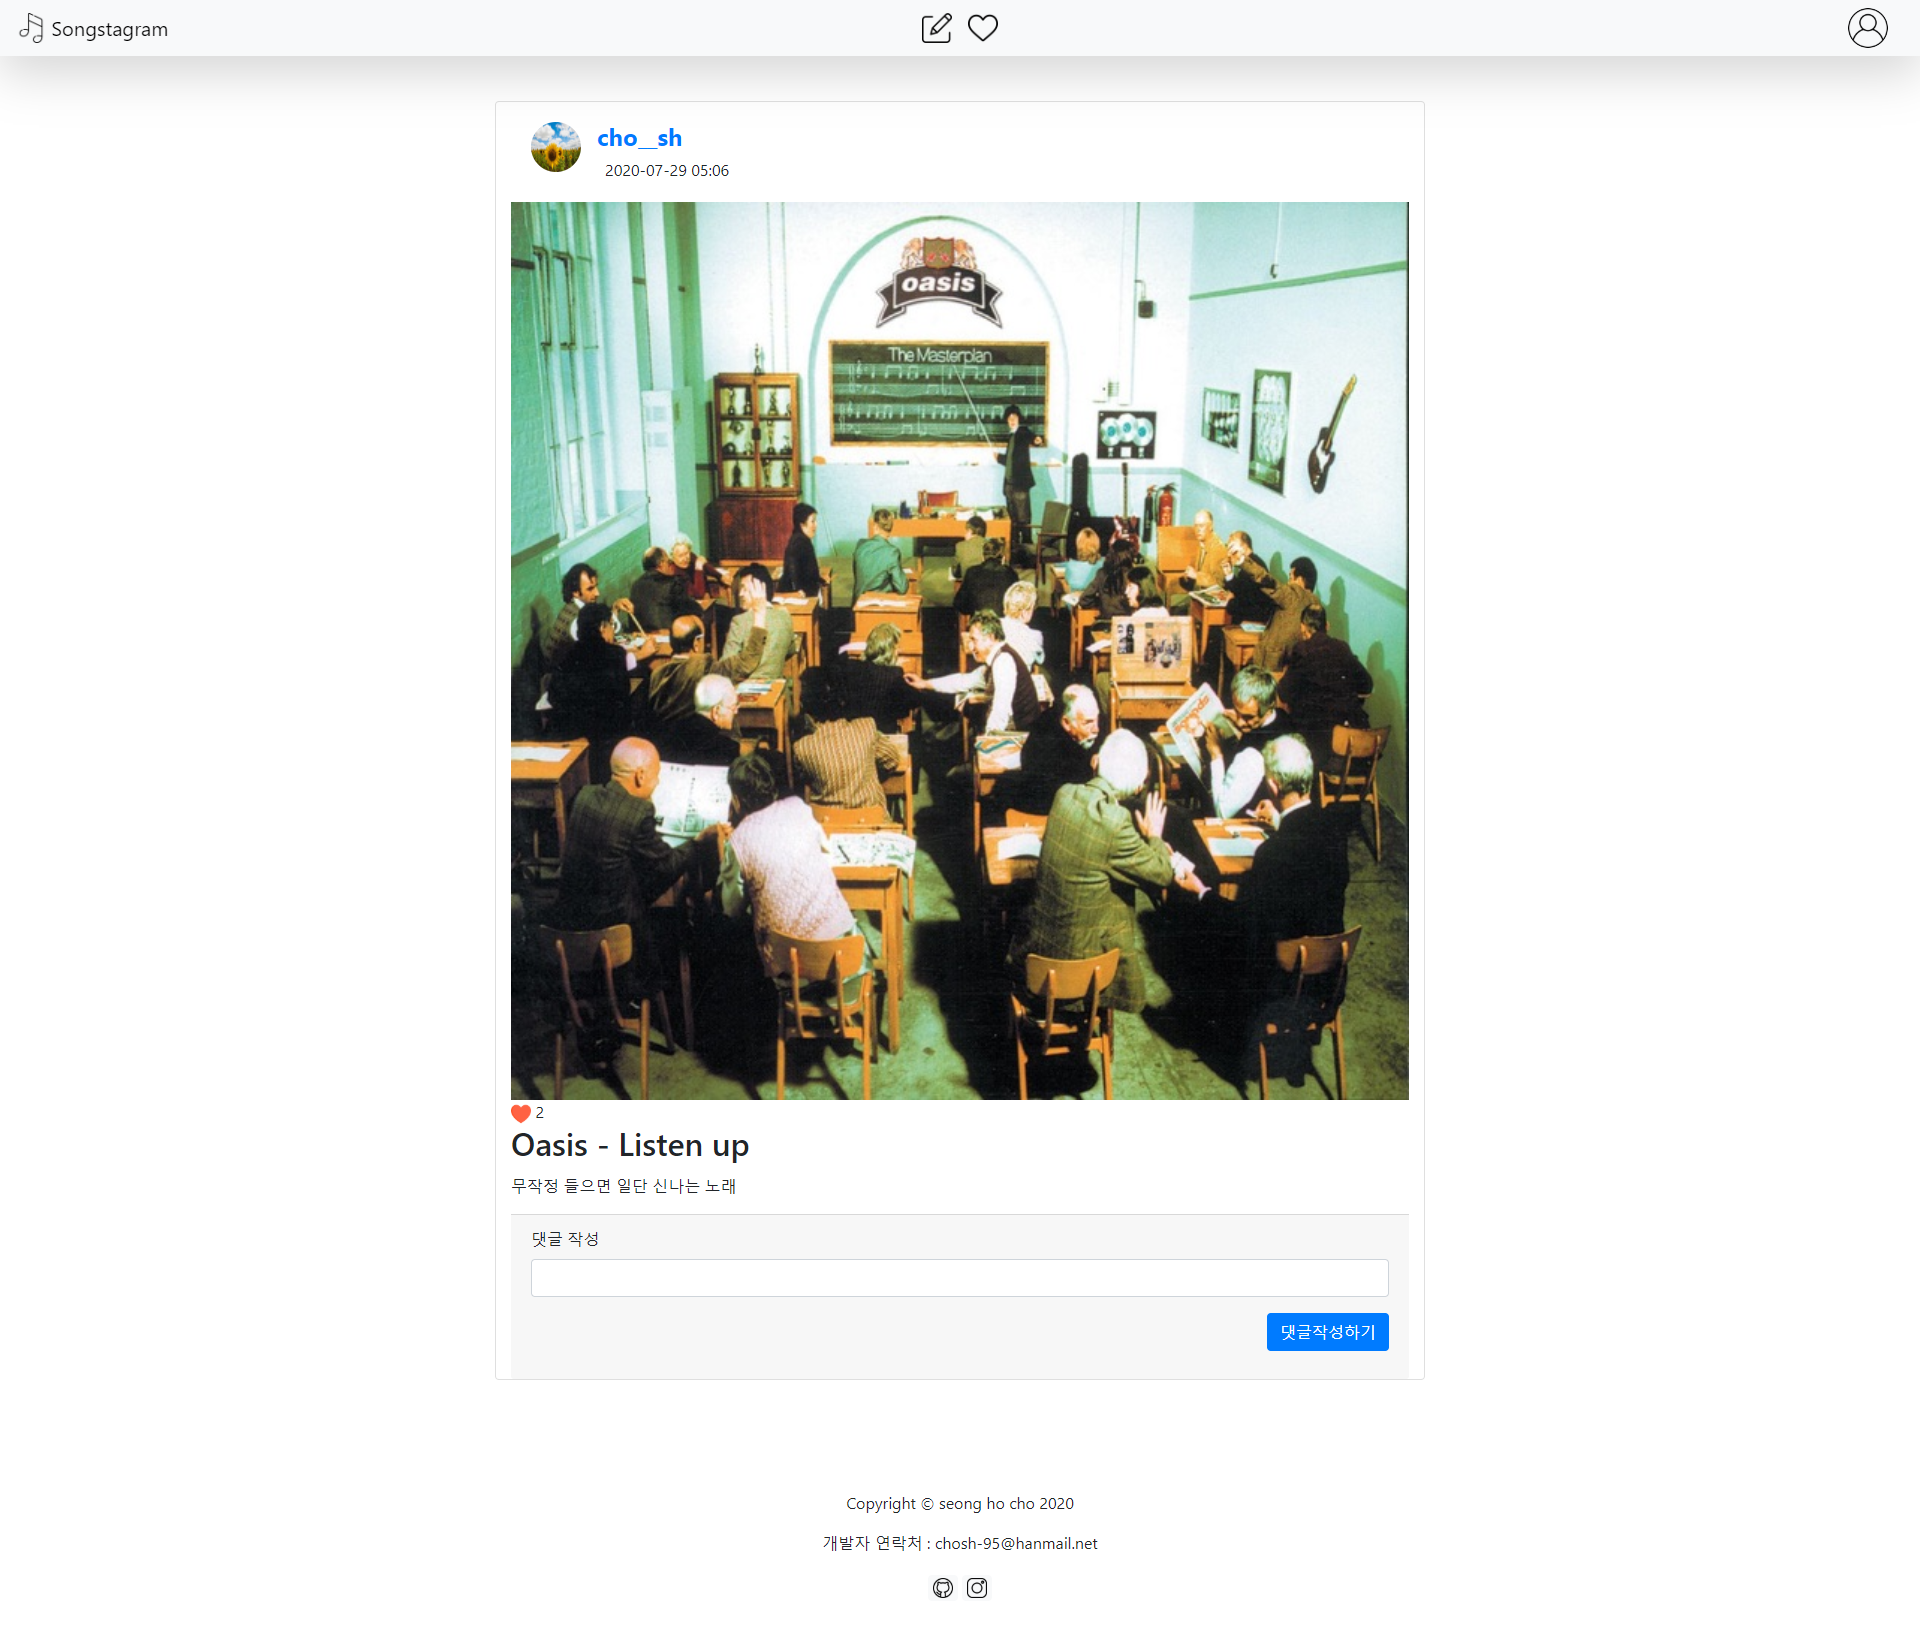 Songstagram
cho__sh
2020-07-29 05:06
oasis
The Masterplan
2
Oasis - Listen up
무작정 들으면 일단 신나는 노래
댓글 작성
댓글작성하기
Copyright © seong ho cho 2020
개발자 연락처 : chosh-95@hanmail.net